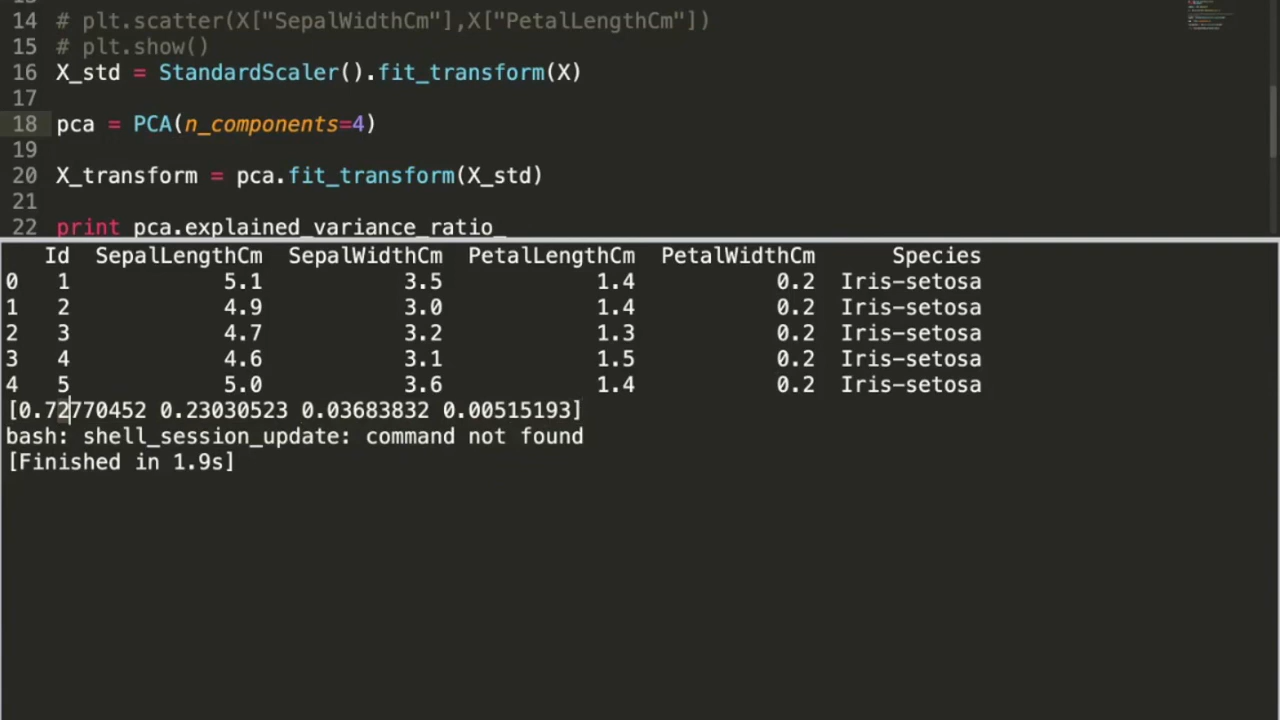 14 # plt.scatter(X["SepalWidthCm"],X["PetalLengthCm"])
15 # plt.show()
16 X_std = StandardScaler().fit_transform(X)
17
18 pca = PCA(n_components=4)
19
20 X_transform = pca.fit_transform(X_std)
21
22 print pca.explained_variance_ratio_
Id SepalLengthCm SepalWidthCm PetalLengthCm PetalWidthCm Species
0 1 5.1 3.5 1.4 0.2 Iris-setosa
1 2 4.9 3.0 1.4 0.2 Iris-setosa
2 3 4.7 3.2 1.3 0.2 Iris-setosa
3 4 4.6 3.1 1.5 0.2 Iris-setosa
4 5 5.0 3.6 1.4 0.2 Iris-setosa
[0.72770452 0.23030523 0.03683832 0.00515193]
bash: shell_session_update: command not found
[Finished in 1.9s]